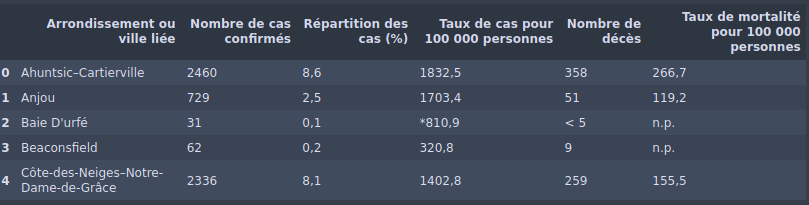 Arrondissement ou ville liée Nombre de cas confirmés Répartition des cas (%) Taux de cas pour 100 000 personnes Nombre de décès Taux de mortalité pour 100 000 personnes
0 Ahuntsic–Cartierville 2460 8,6 1832,5 358 266,7
1 Anjou 729 2,5 1703,4 51 119,2
2 Baie D'urfé 31 0,1 *810,9 < 5 n.p.
3 Beaconsfield 62 0,2 320,8 9 n.p.
4 Côte-des-Neiges–Notre-Dame-de-Grâce 2336 8,1 1402,8 259 155,5